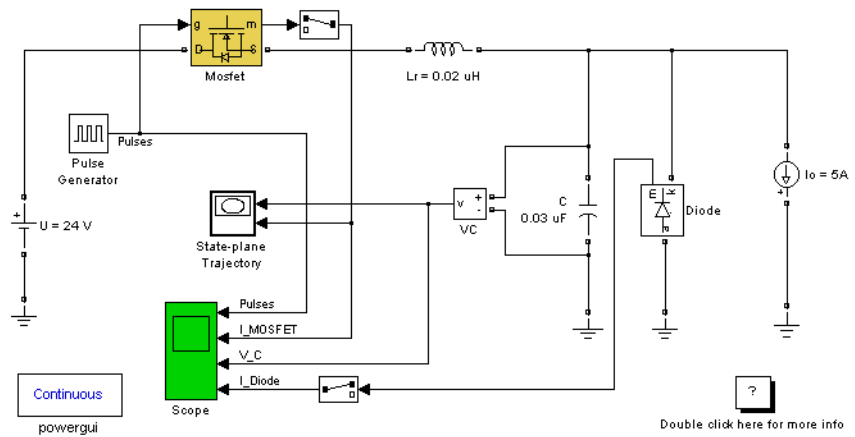 g
m
D
S
Mosfet
Lr = 0.02 uH
Pulses
Pulse
Generator
+
U = 24 V
State-plane
Trajectory
v
+
-
VC
C
0.03 uF
m
k
a
Diode
Io = 5A
+
Pulses
I_MOSFET
V_C
I_Diode
Scope
Continuous
powergui
?
Double click here for more info